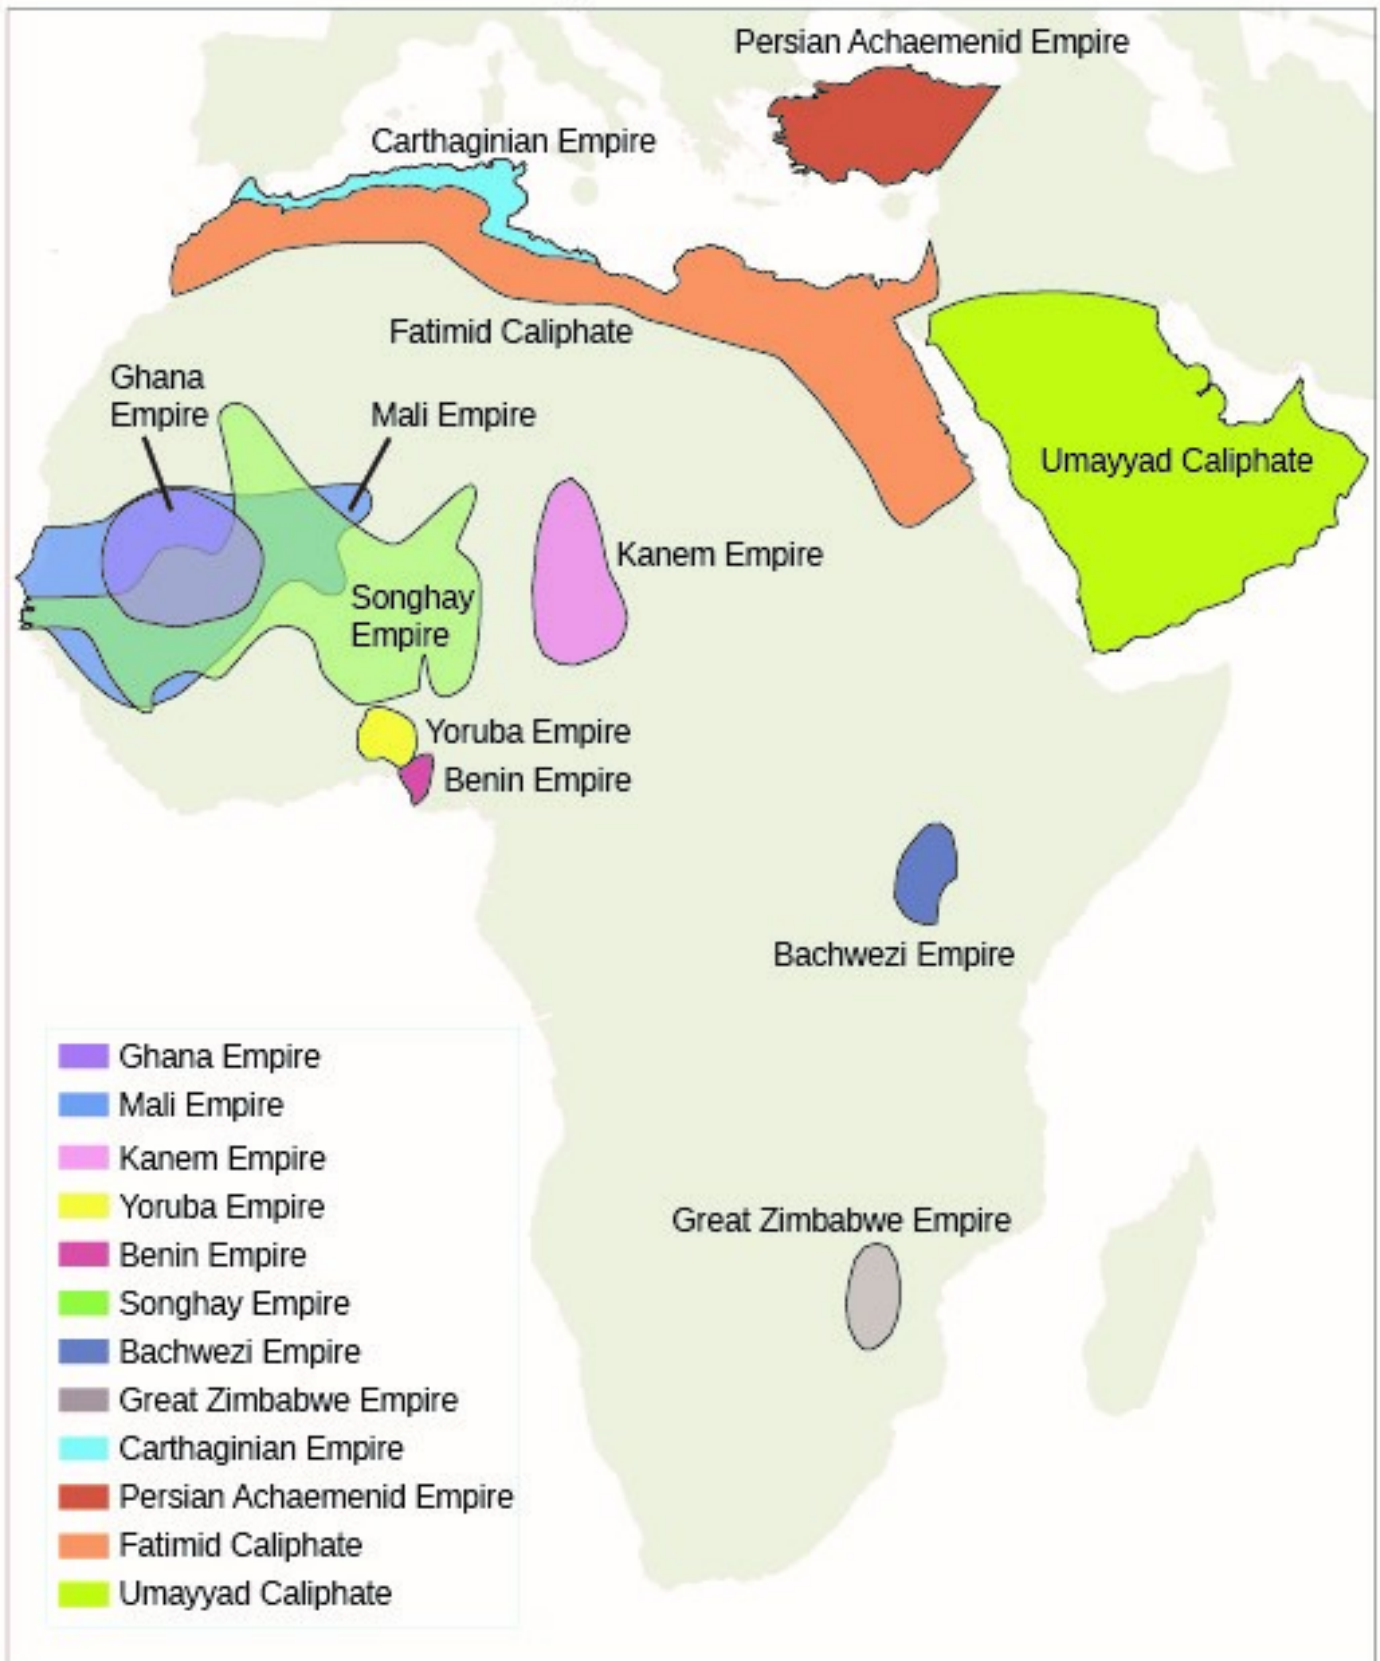 Persian Achaemenid Empire
Carthaginian Empire
Fatimid Caliphate
Ghana
Empire
Mali Empire
Umayyad Caliphate
Kanem Empire
Songhay
Empire
Yoruba Empire
Benin Empire
Bachwezi Empire
Great Zimbabwe Empire
Ghana Empire
Mali Empire
Kanem Empire
Yoruba Empire
Benin Empire
Songhay Empire
Bachwezi Empire
Great Zimbabwe Empire
Carthaginian Empire
Persian Achaemenid Empire
Fatimid Caliphate
Umayyad Caliphate